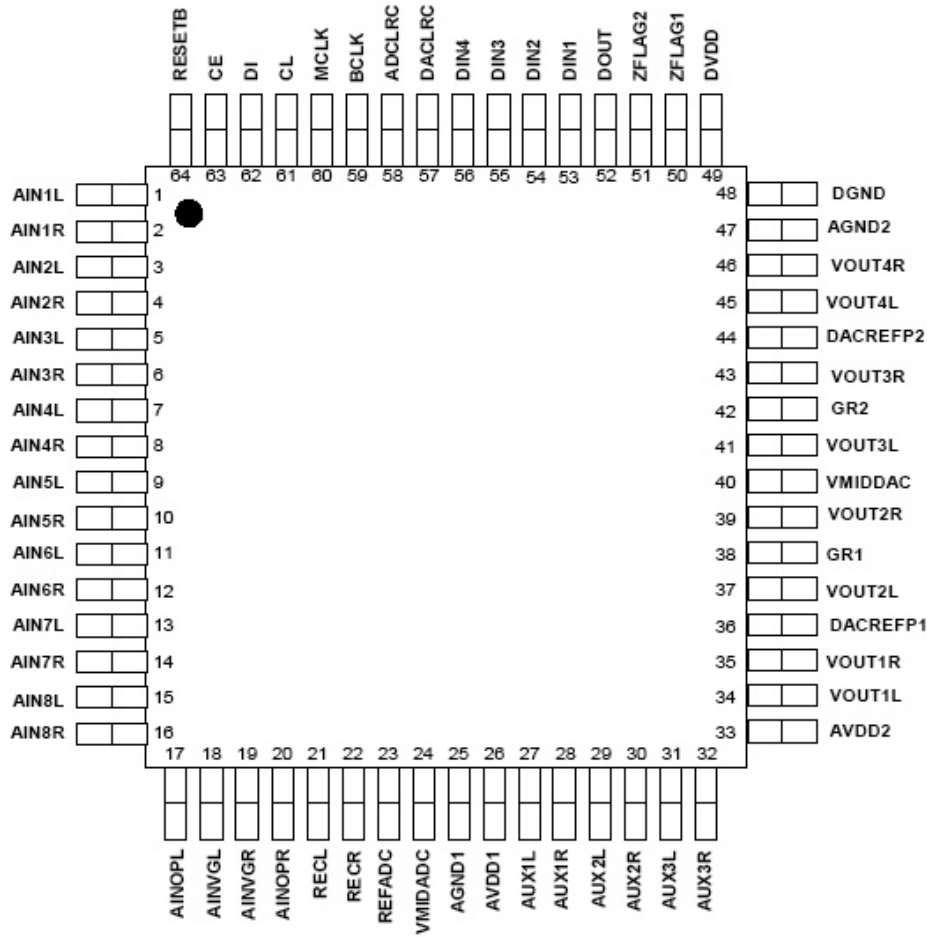 RESETB CE DI CL MCLK BCLK ADCLRC DACLRC DIN4 DIN3 DIN2 DIN1 DOUT ZFLAG2 ZFLAG1 DVDD
64 63 62 61 60 59 58 57 56 55 54 53 52 51 50 49
AIN1L 1 48 DGND
AIN1R 2 47 AGND2
AIN2L 3 46 VOUT4R
AIN2R 4 45 VOUT4L
AIN3L 5 44 DACREFP2
AIN3R 6 43 VOUT3R
AIN4L 7 42 GR2
AIN4R 8 41 VOUT3L
AIN5L 9 40 VMIDDAC
AIN5R 10 39 VOUT2R
AIN6L 11 38 GR1
AIN6R 12 37 VOUT2L
AIN7L 13 36 DACREFP1
AIN7R 14 35 VOUT1R
AIN8L 15 34 VOUT1L
AIN8R 16 33 AVDD2
17 18 19 20 21 22 23 24 25 26 27 28 29 30 31 32
AINOPL AINVGL AINVGR AINOPR RECL RECR REFADC VMIDADC AGND1 AVDD1 AUX1L AUX1R AUX2L AUX2R AUX3L AUX3R